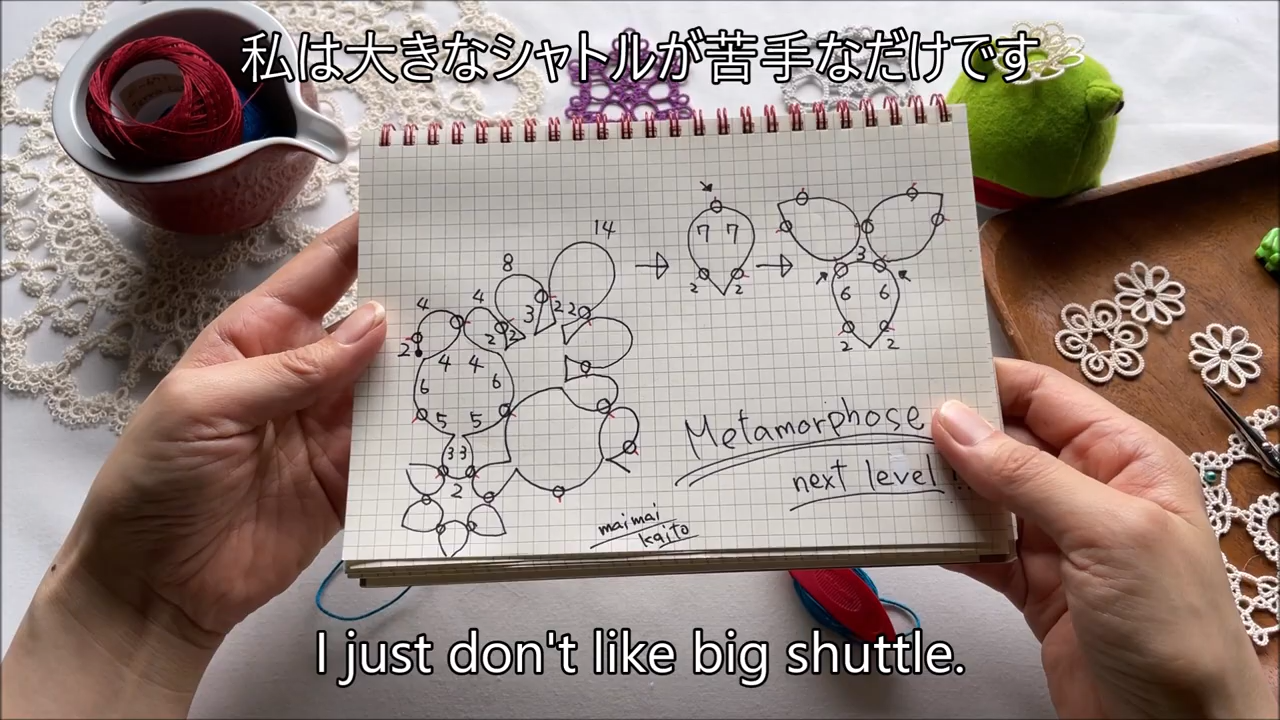 私は大きなシャトルが苦手なだけです
14
8
7 7
4 4
3 2 2
3
2
2 2
2 2
6 6
4 4
6 6
2 2
5 5
3 3
2
Metamorphose
next level!
maimai
kaito
I just don't like big shuttle.